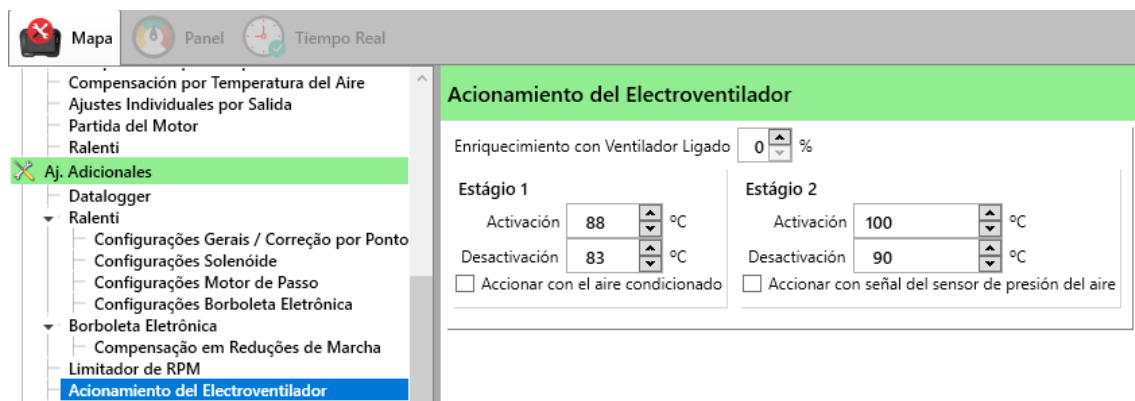 Mapa
Panel
Tiempo Real
Compensación por Temperatura del Aire
Ajustes Individuales por Salida
Partida del Motor
Ralenti
Aj. Adicionales
Datalogger
Ralenti
Configurações Gerais / Correção por Ponto
Configurações Solenóide
Configurações Motor de Passo
Configurações Borboleta Eletrônica
Borboleta Eletrônica
Compensação em Reduções de Marcha
Limitador de RPM
Acionamiento del Electroventilador
Acionamiento del Electroventilador
Enriquecimiento con Ventilador Ligado 0 %
Estágio 1
Activación 88 ºC
Desactivación 83 ºC
Accionar con el aire condicionado
Estágio 2
Activación 100 ºC
Desactivación 90 ºC
Accionar con señal del sensor de presión del aire